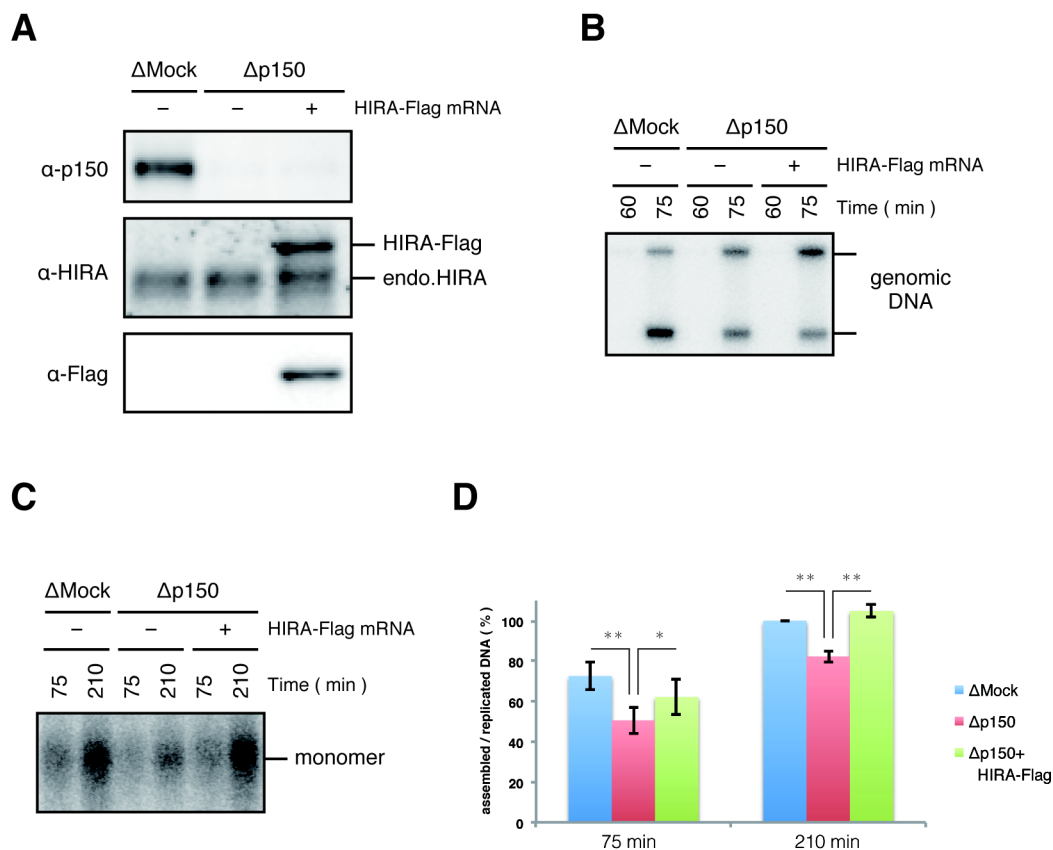 A
ΔMock Δp150
− − + HIRA-Flag mRNA
α-p150
α-HIRA
HIRA-Flag
endo.HIRA
α-Flag
B
ΔMock Δp150
− − + HIRA-Flag mRNA
60 75 60 75 60 75 Time ( min )
genomic
DNA
C
ΔMock Δp150
− − + HIRA-Flag mRNA
75 210 75 210 75 210 Time ( min )
monomer
D
assembled / replicated DNA ( % )
100
80
60
40
20
0
** *
** **
75 min 210 min
ΔMock
Δp150
Δp150+
HIRA-Flag